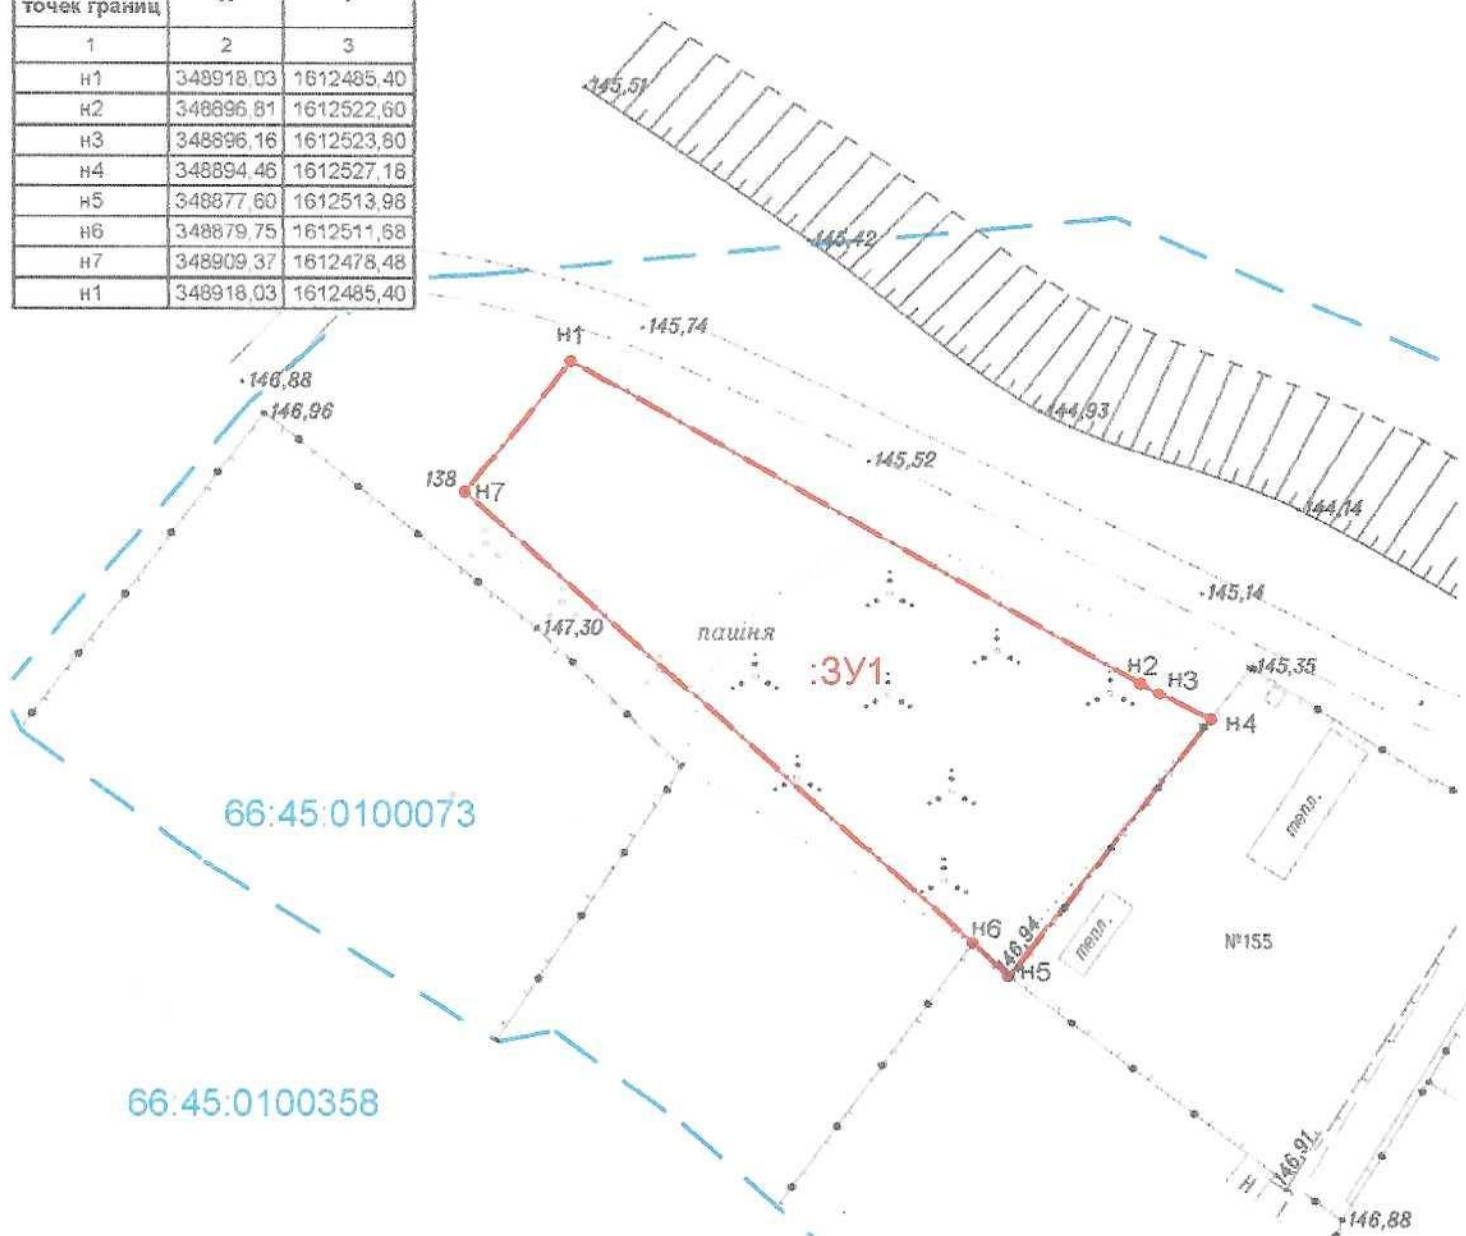 точек границ
1 2 3
н1 348918,03 1612485,40
н2 348896,81 1612522,60
н3 348896,16 1612523,80
н4 348894,46 1612527,18
н5 348877,60 1612513,98
н6 348879,75 1612511,68
н7 348909,37 1612478,48
н1 348918,03 1612485,40
145,51
145,42
145,74
н1
146,88
146,96
144,93
145,52
138
н7
144,14
145,14
147,30
пашня
:ЗУ1
н2
н3
145,35
н4
66:45:0100073
тепл.
тепл.
н6
146,94
н5
№155
66:45:0100358
146,91
Н
146,88